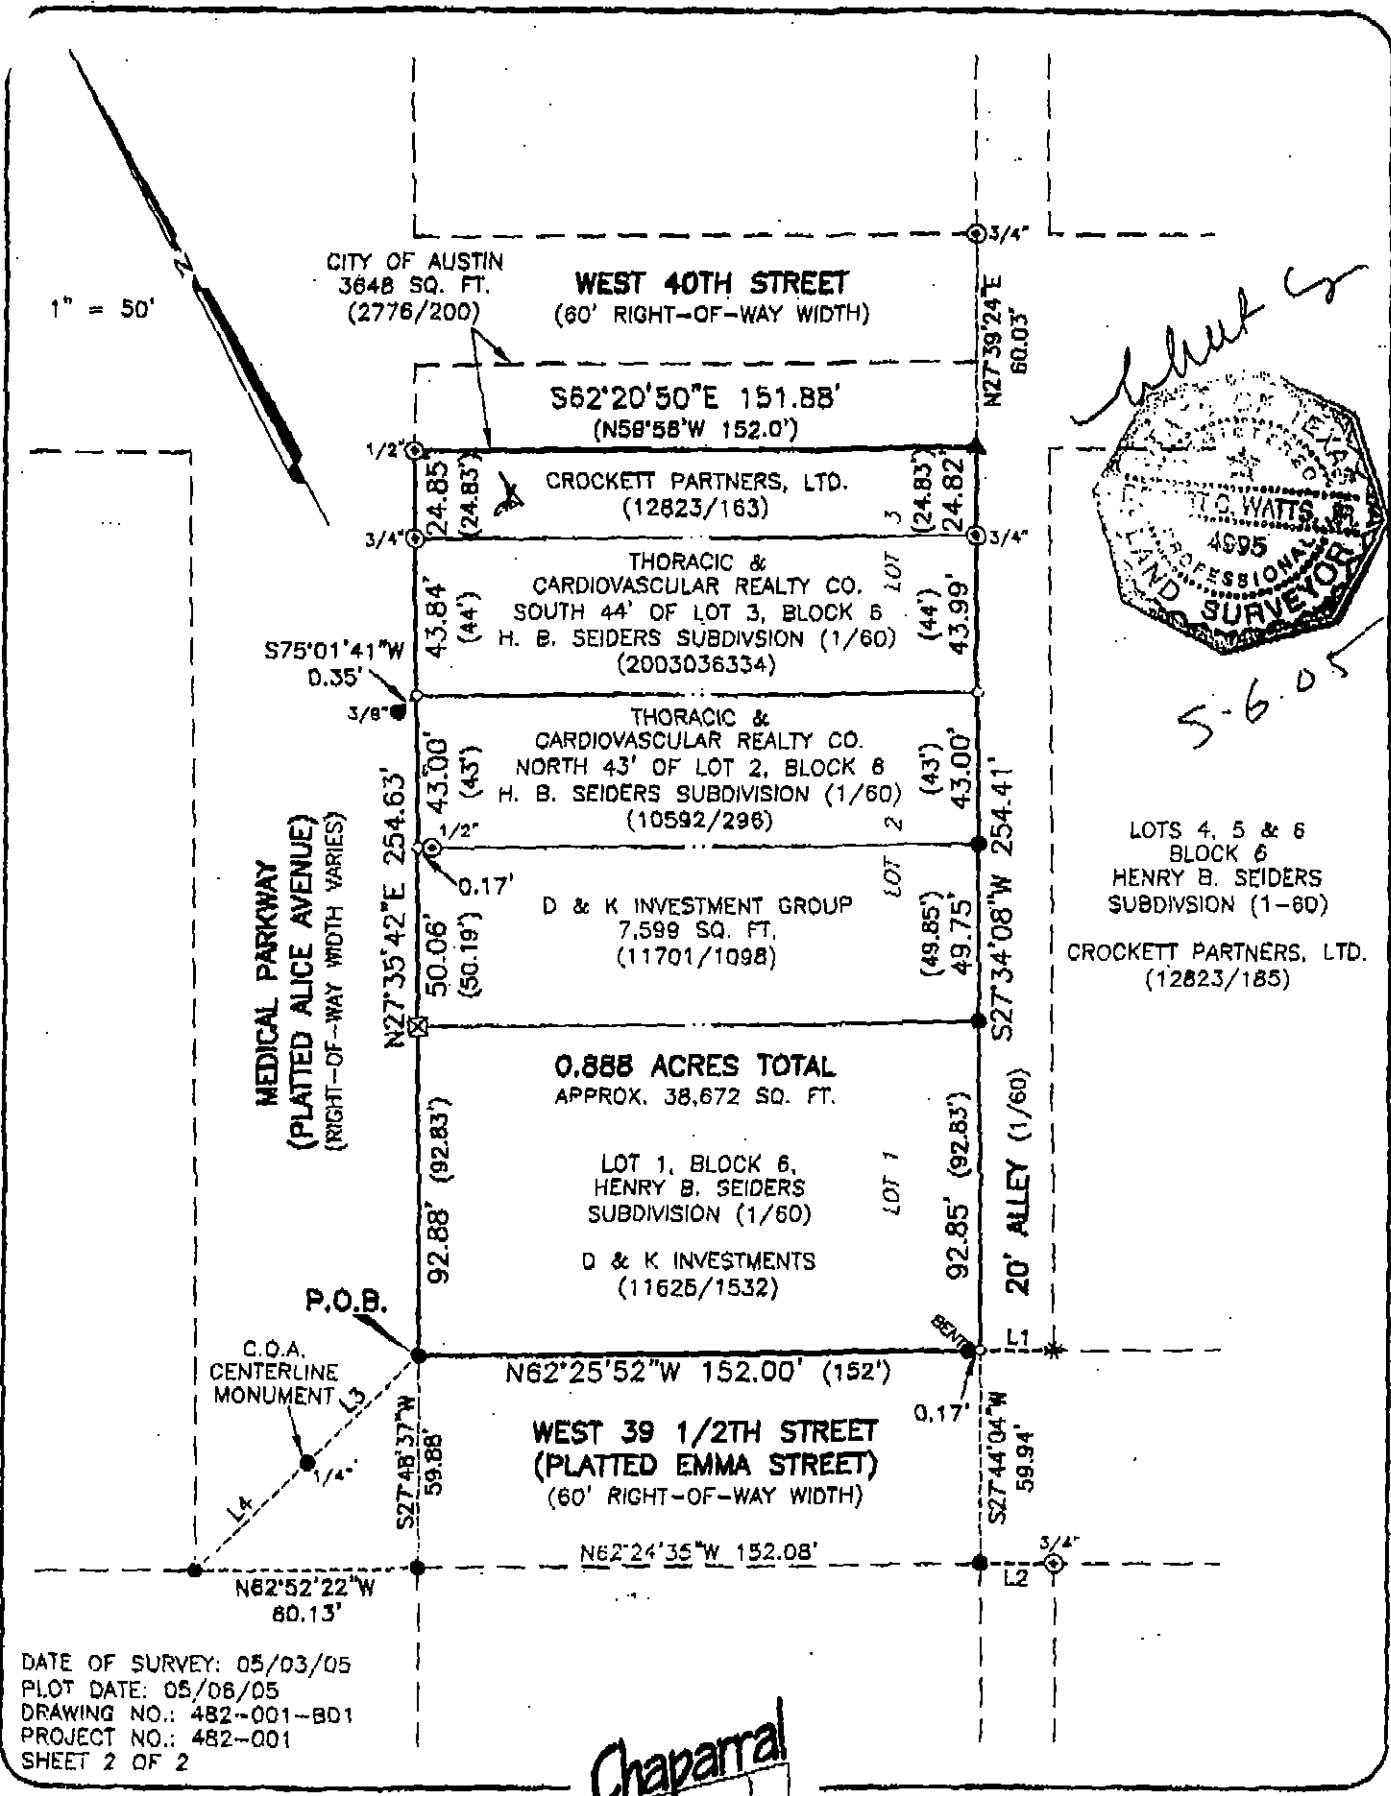 1" = 50'
N
CITY OF AUSTIN
3648 SQ. FT.
(2776/200)
WEST 40TH STREET
(60' RIGHT-OF-WAY WIDTH)
3/4"
N27°39'24"E
60.03'
S62°20'50"E 151.88'
(N58°58'W 152.0')
1/2"
24.85'
(24.83')
CROCKETT PARTNERS, LTD.
(12823/163)
(24.83')
24.82'
3/4"
3/4"
LOT 3
43.84'
(44')
THORACIC &
CARDIOVASCULAR REALTY CO.
SOUTH 44' OF LOT 3, BLOCK 6
H. B. SEIDERS SUBDIVSION (1/60)
(2003036334)
(44')
43.99'
S75°01'41"W
0.35'
3/8"
43.00'
(43')
THORACIC &
CARDIOVASCULAR REALTY CO.
NORTH 43' OF LOT 2, BLOCK 6
H. B. SEIDERS SUBDIVISION (1/60)
(10592/296)
(43')
43.00'
1/2"
0.17'
LOT 2
N27°35'42"E 254.63'
S27°34'08"W 254.41'
MEDICAL PARKWAY
(PLATTED ALICE AVENUE)
(RIGHT-OF-WAY WIDTH VARIES)
50.06'
(50.19')
D & K INVESTMENT GROUP
7,599 SQ. FT.
(11701/1098)
(49.85')
49.75'
STATE OF TEXAS
REGISTERED
C. WATTS, JR.
4995
PROFESSIONAL
LAND SURVEYOR
5-6-05
LOTS 4, 5 & 6
BLOCK 6
HENRY B. SEIDERS
SUBDIVSION (1-60)
CROCKETT PARTNERS, LTD.
(12823/185)
0.888 ACRES TOTAL
APPROX. 38,672 SQ. FT.
92.88' (92.83')
LOT 1, BLOCK 6,
HENRY B. SEIDERS
SUBDIVISION (1/60)
D & K INVESTMENTS
(11625/1532)
LOT 1
92.85' (92.83')
20' ALLEY (1/60)
P.O.B.
C.O.A.
CENTERLINE
MONUMENT
L3
1/4"
L4
BENT
L1
N62°25'52"W 152.00' (152')
0.17'
S27°48'37"W
59.88'
WEST 39 1/2TH STREET
(PLATTED EMMA STREET)
(60' RIGHT-OF-WAY WIDTH)
S27°44'04"W
59.94'
N62°24'35"W 152.08'
3/4"
L2
N62°52'22"W
60.13'
DATE OF SURVEY: 05/03/05
PLOT DATE: 05/06/05
DRAWING NO.: 482-001-BD1
PROJECT NO.: 482-001
SHEET 2 OF 2
Chaparral